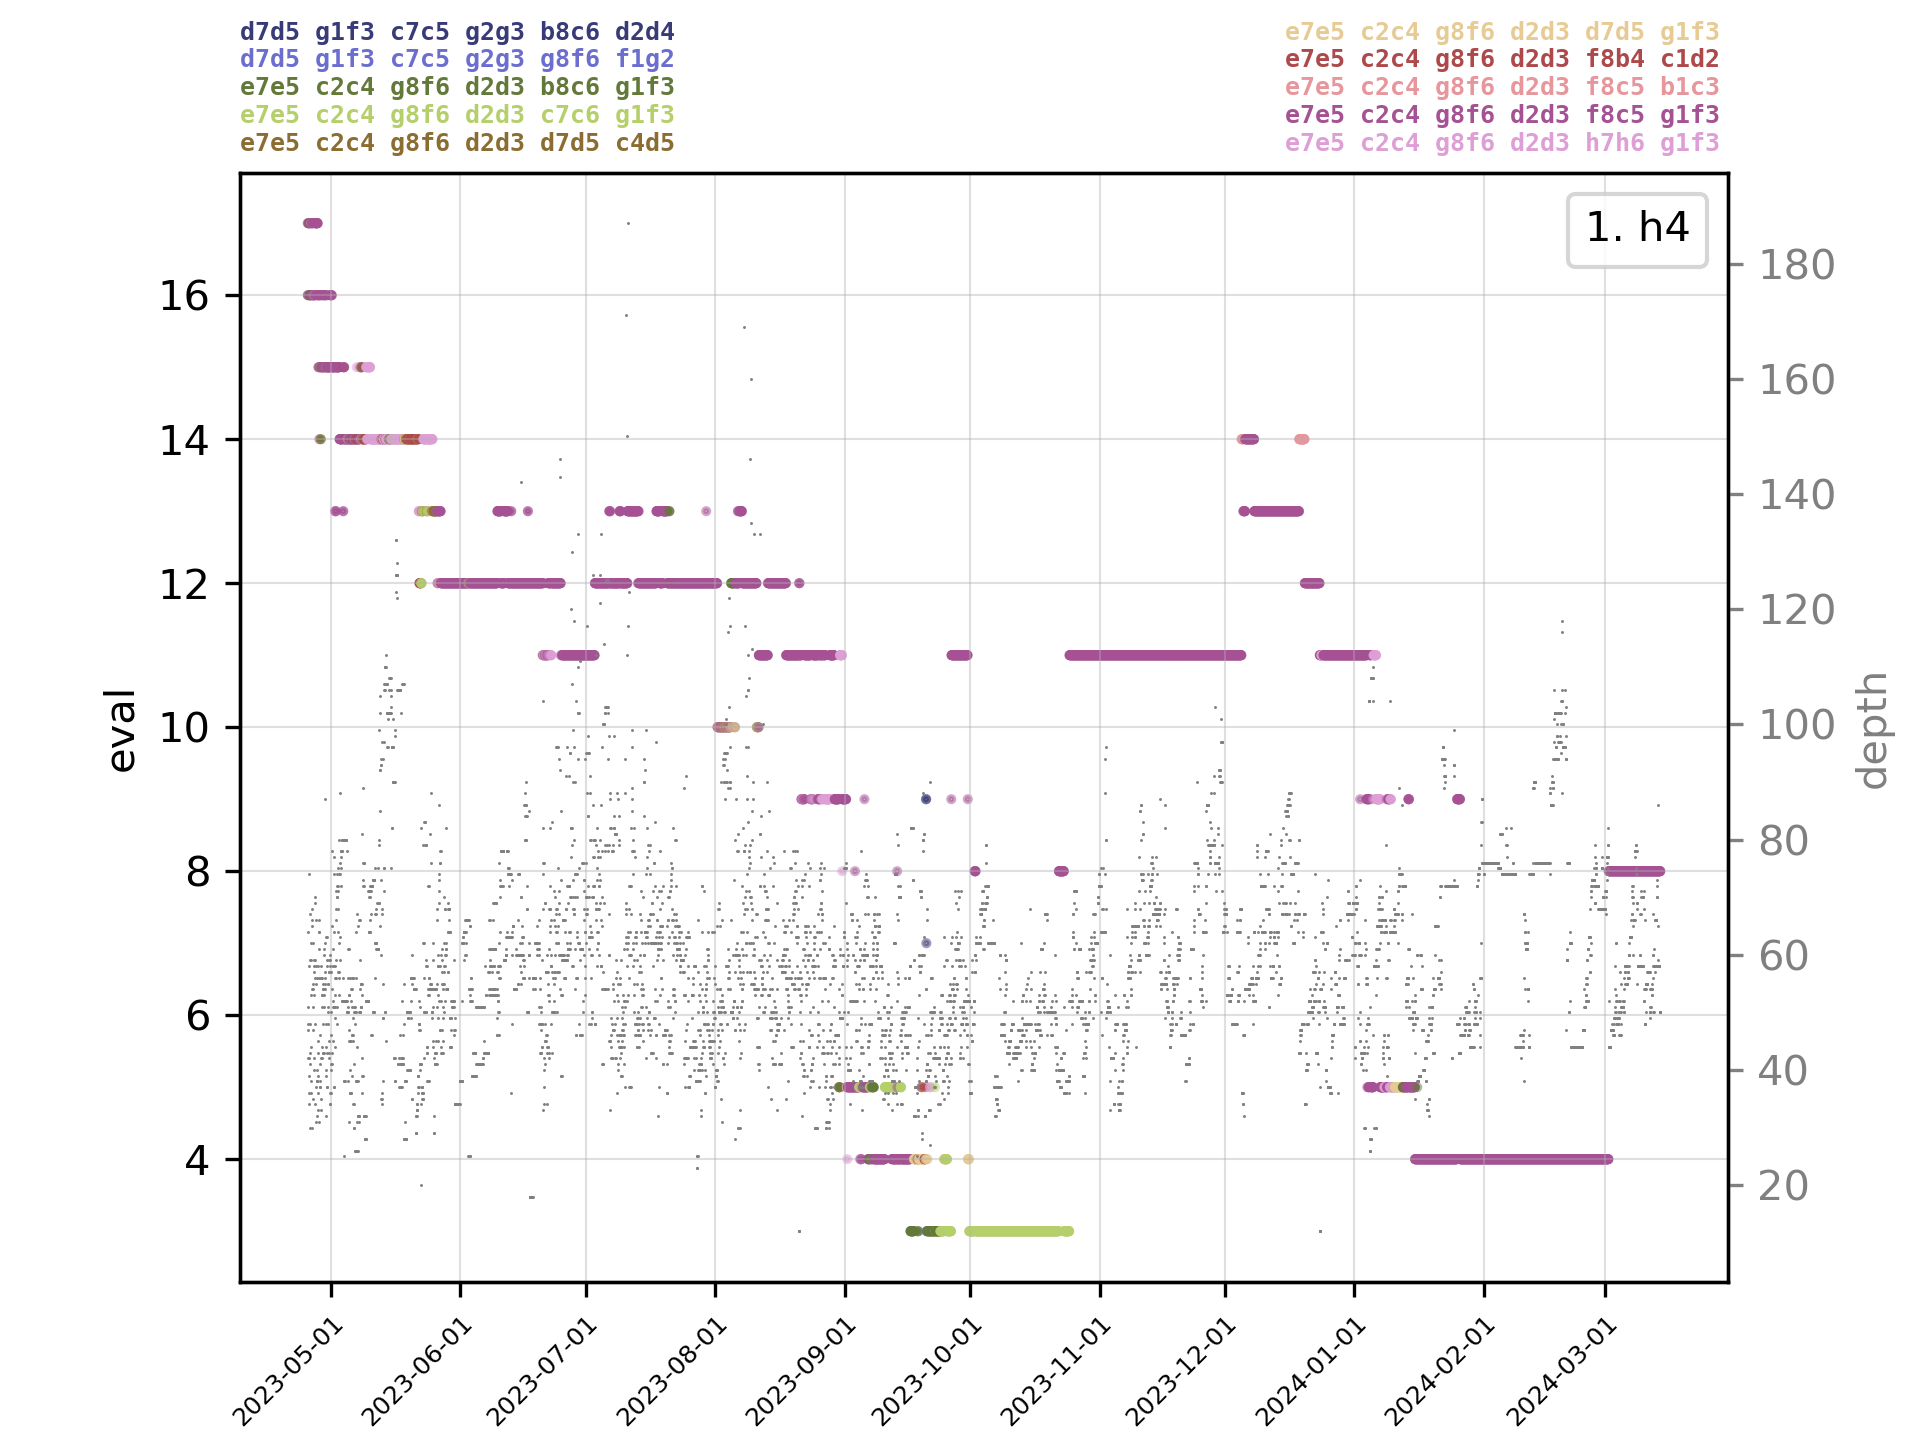 d7d5 g1f3 c7c5 g2g3 b8c6 d2d4
d7d5 g1f3 c7c5 g2g3 g8f6 f1g2
e7e5 c2c4 g8f6 d2d3 b8c6 g1f3
e7e5 c2c4 g8f6 d2d3 c7c6 g1f3
e7e5 c2c4 g8f6 d2d3 d7d5 c4d5
e7e5 c2c4 g8f6 d2d3 d7d5 g1f3
e7e5 c2c4 g8f6 d2d3 f8b4 c1d2
e7e5 c2c4 g8f6 d2d3 f8c5 b1c3
e7e5 c2c4 g8f6 d2d3 f8c5 g1f3
e7e5 c2c4 g8f6 d2d3 h7h6 g1f3
1. h4
eval
16
14
12
10
8
6
4
depth
180
160
140
120
100
80
60
40
20
2023-05-01
2023-06-01
2023-07-01
2023-08-01
2023-09-01
2023-10-01
2023-11-01
2023-12-01
2024-01-01
2024-02-01
2024-03-01